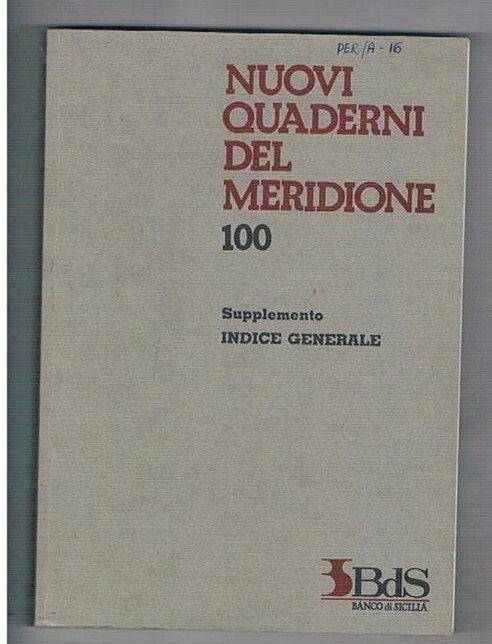 PER/A - 16
NUOVI
QUADERNI
DEL
MERIDIONE
100
Supplemento
INDICE GENERALE
BdS
BANCO di SICILIA